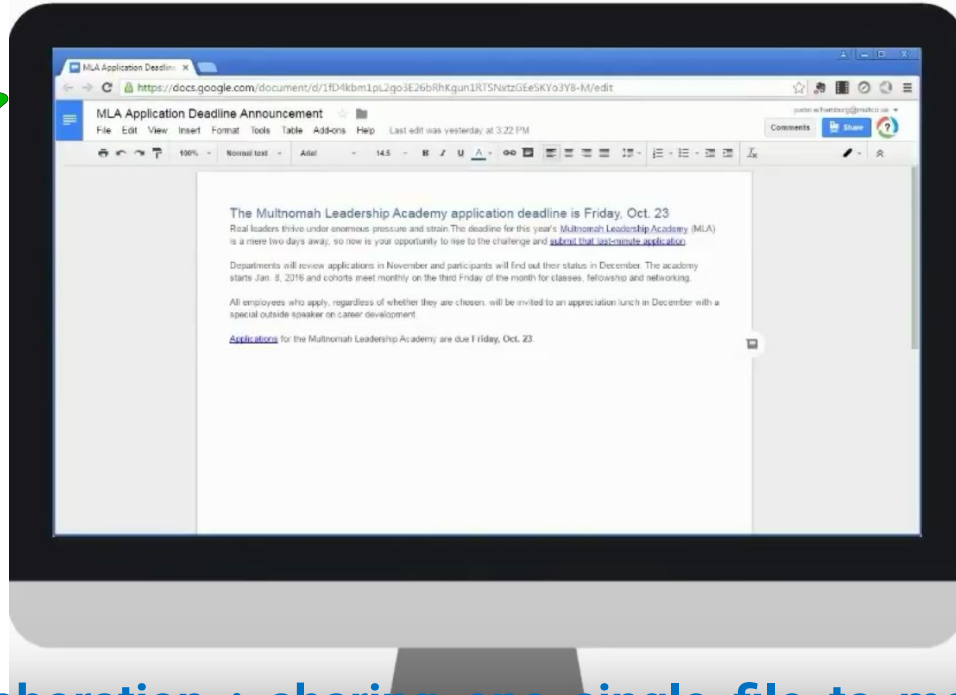 MLA Application Deadline
https://docs.google.com/document/d/1fD4kbm1pL2go3E26bRhKgun1RTSNxtzGEeSKYo3Y8-M/edit
MLA Application Deadline Announcement
File Edit View Insert Format Tools Table Add-ons Help Last edit was yesterday at 3:22 PM
Comments Share
100% Normal text Arial 14.5 B I U A
The Multnomah Leadership Academy application deadline is Friday, Oct. 23
Real leaders thrive under enormous pressure and strain.The deadline for this year's Multnomah Leadership Academy (MLA)
is a mere two days away, so now is your opportunity to rise to the challenge and submit that last-minute application.
Departments will review applications in November and participants will find out their status in December. The academy
starts Jan. 8, 2016 and cohorts meet monthly on the third Friday of the month for classes, fellowship and networking.
All employees who apply, regardless of whether they are chosen, will be invited to an appreciation lunch in December with a
special outside speaker on career development.
Applications for the Multnomah Leadership Academy are due Friday, Oct. 23.
sharing one single file to